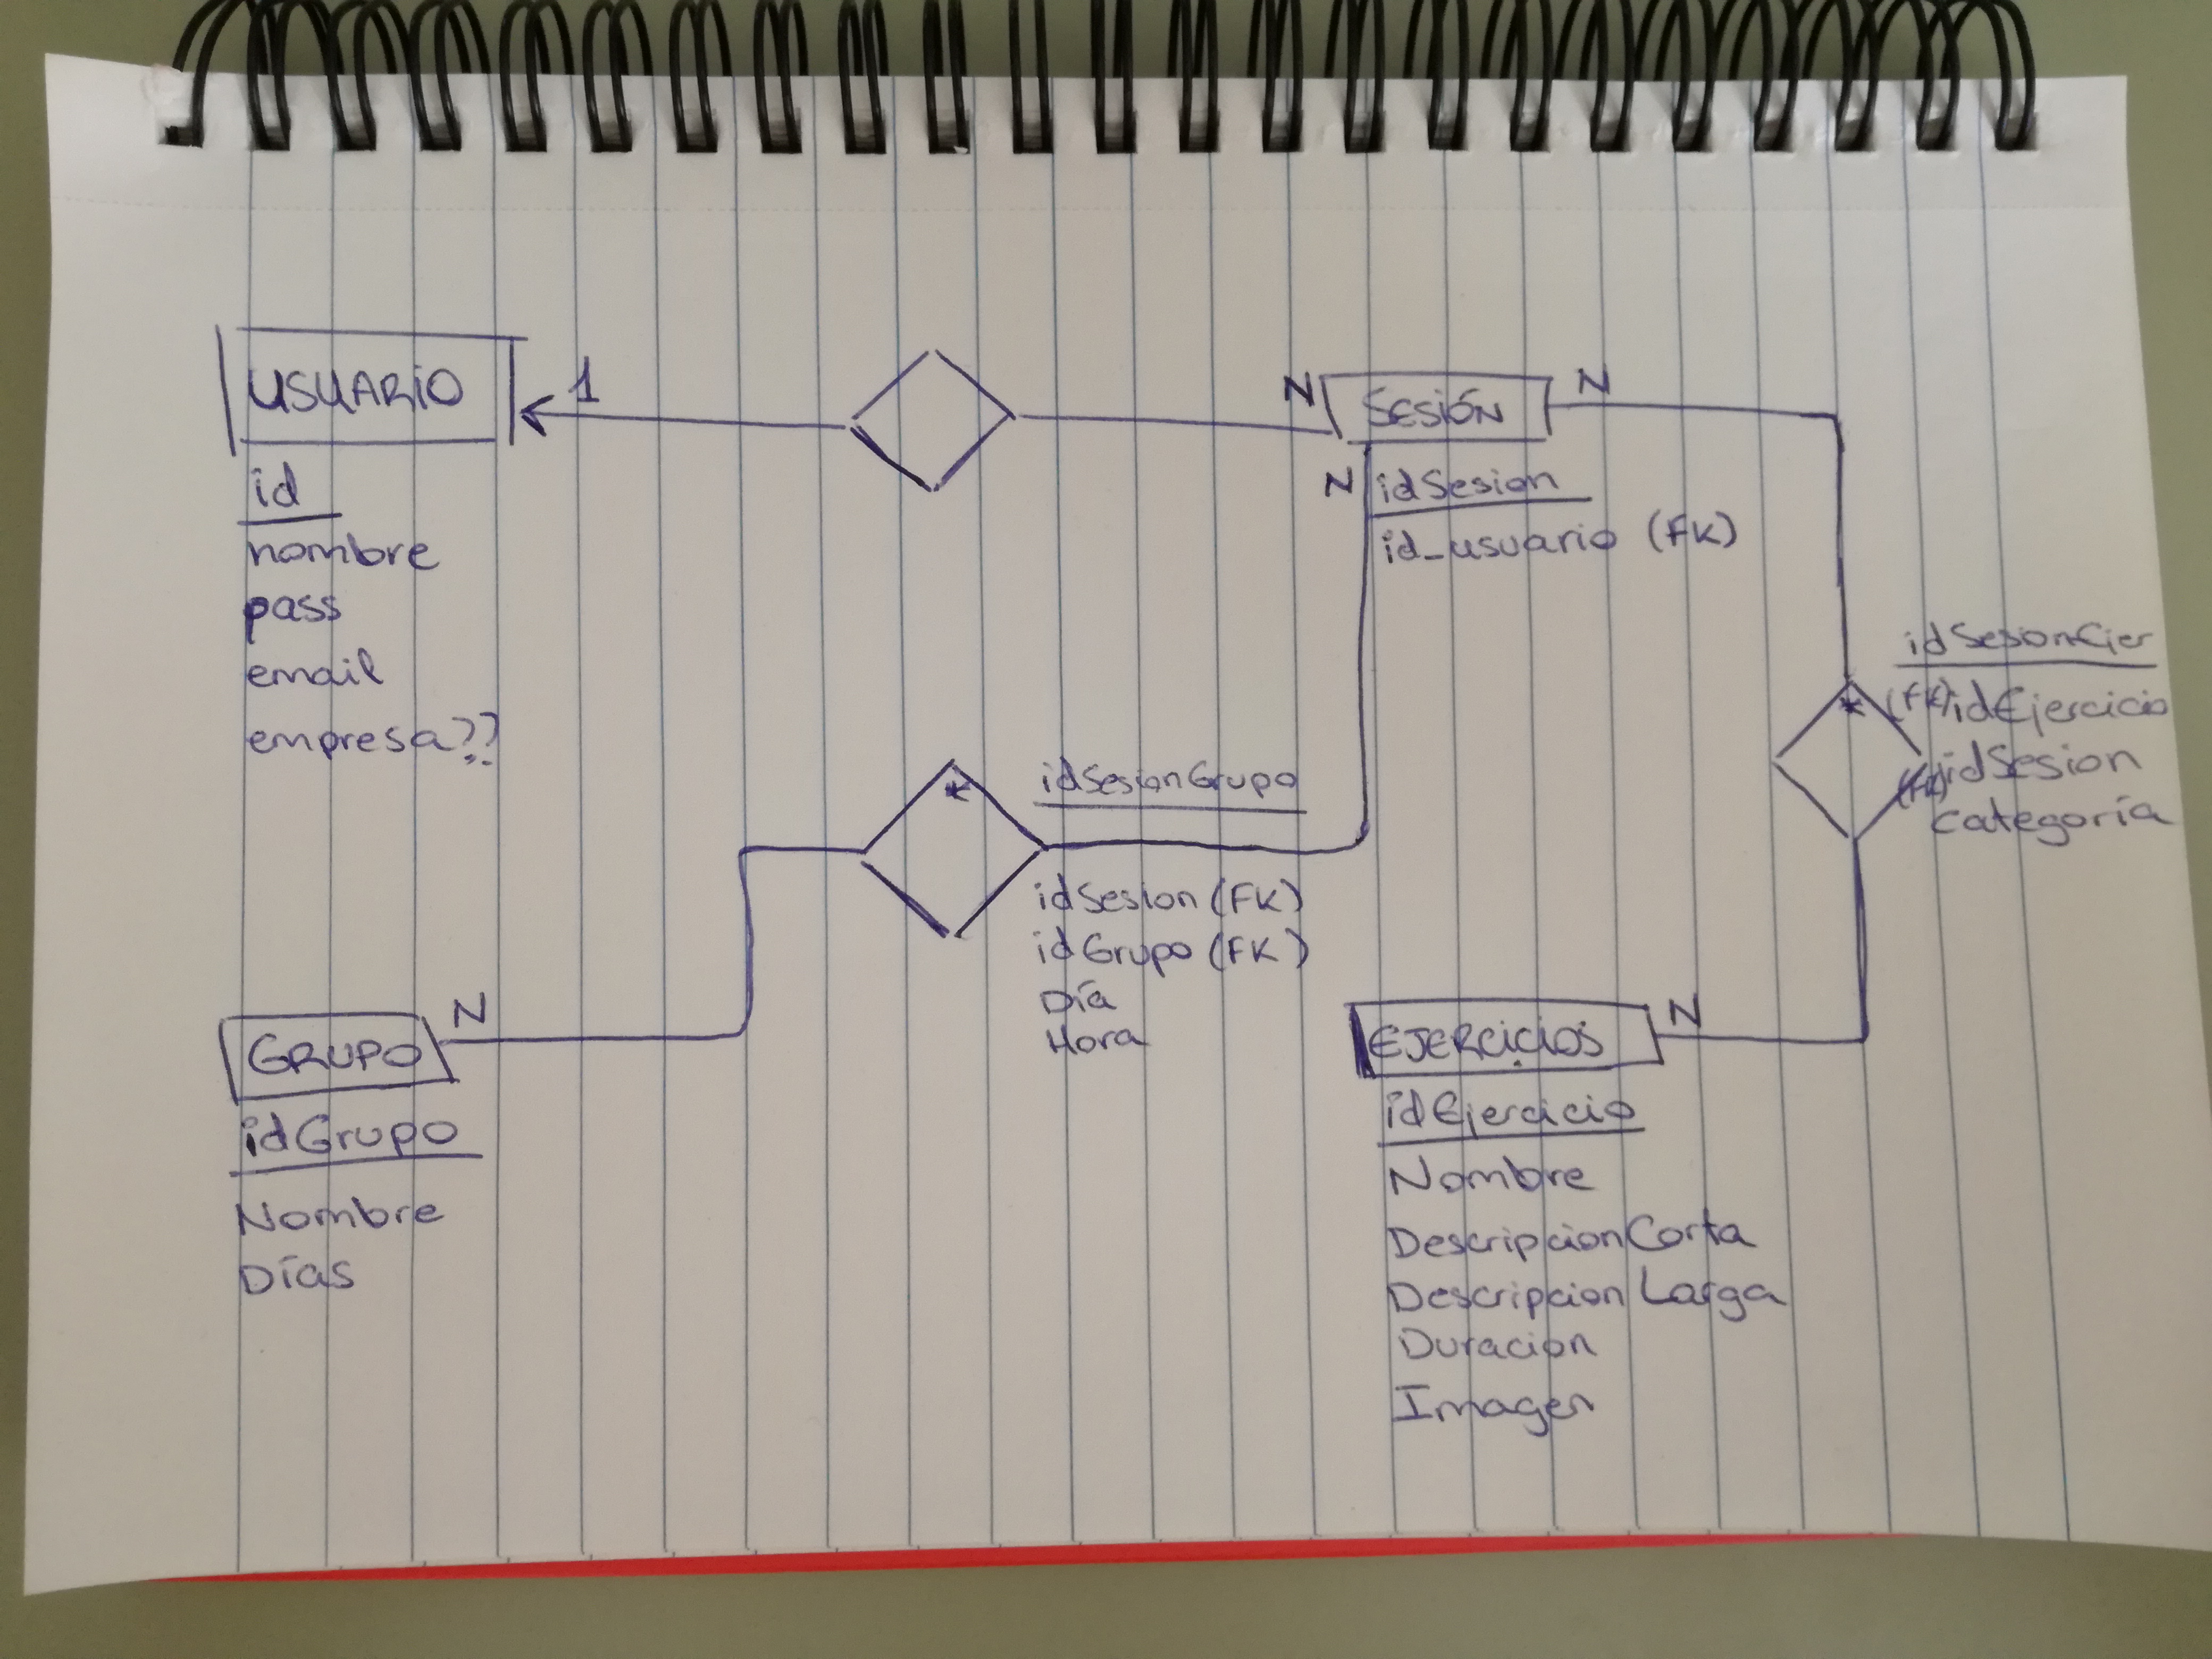 USUARIO
1
id
nombre
pass
email
empresa??
N
SESIÓN
N
N
idSesion
id_usuario (FK)
idSesionEjer
*
(FK) idEjercicio
(FK) idSesion
categoría
*
idSesionGrupo
idSesion (FK)
idGrupo (FK)
Día
Hora
GRUPO
N
idGrupo
Nombre
Días
EJERCICIOS
N
idEjercicio
Nombre
DescripcionCorta
Descripcion Larga
Duracion
Imagen